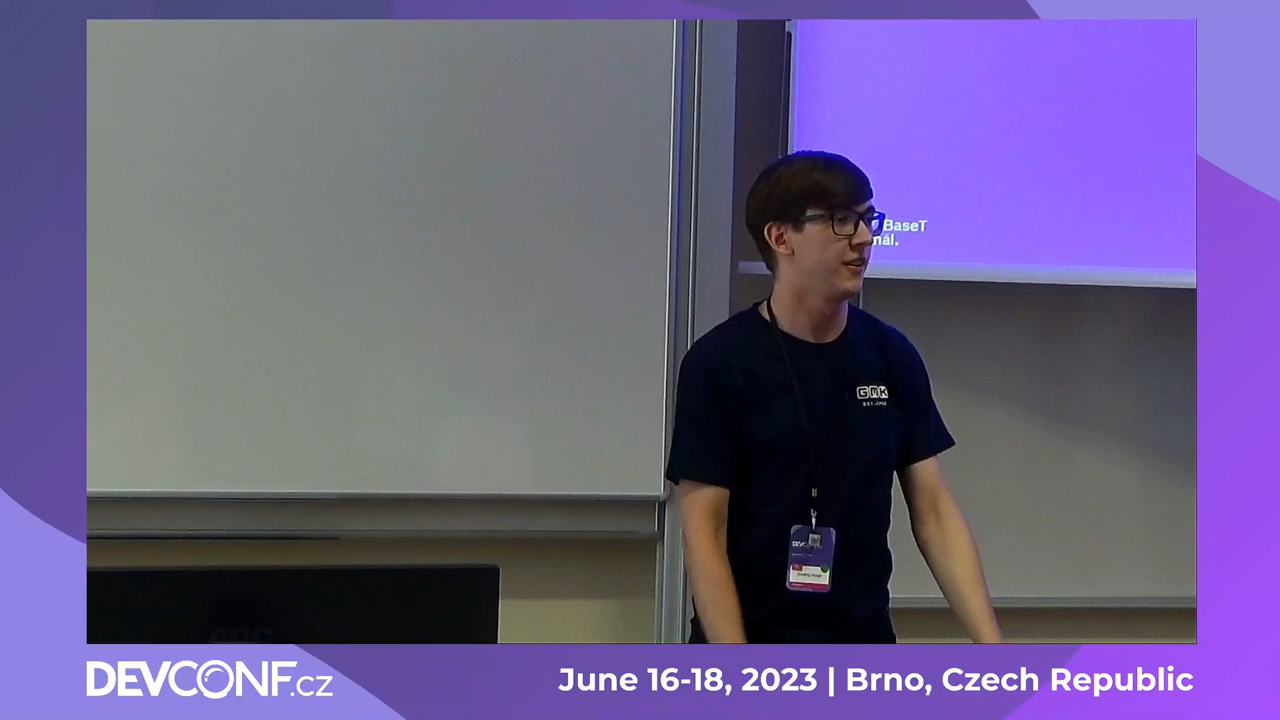 BaseT
nál.
GMK
DEVCONF.cz
June 16-18, 2023 | Brno, Czech Republic